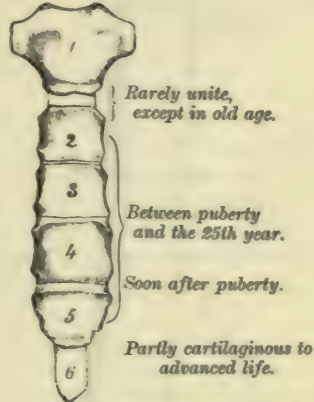 1
Rarely unite,
except in old age.
2
3
Between puberty
and the 25th year.
4
Soon after puberty.
5
Partly cartilaginous to
advanced life.
6